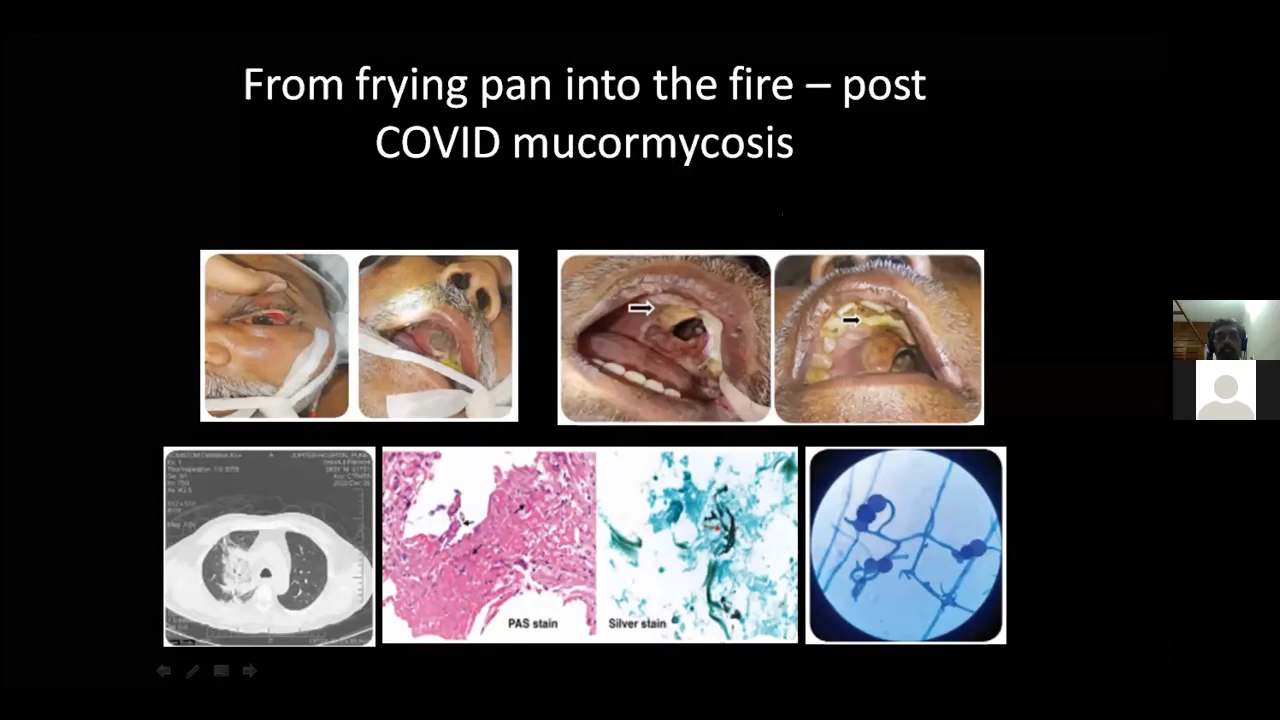 From frying pan into the fire – post
COVID mucormycosis
PAS stain
Silver stain